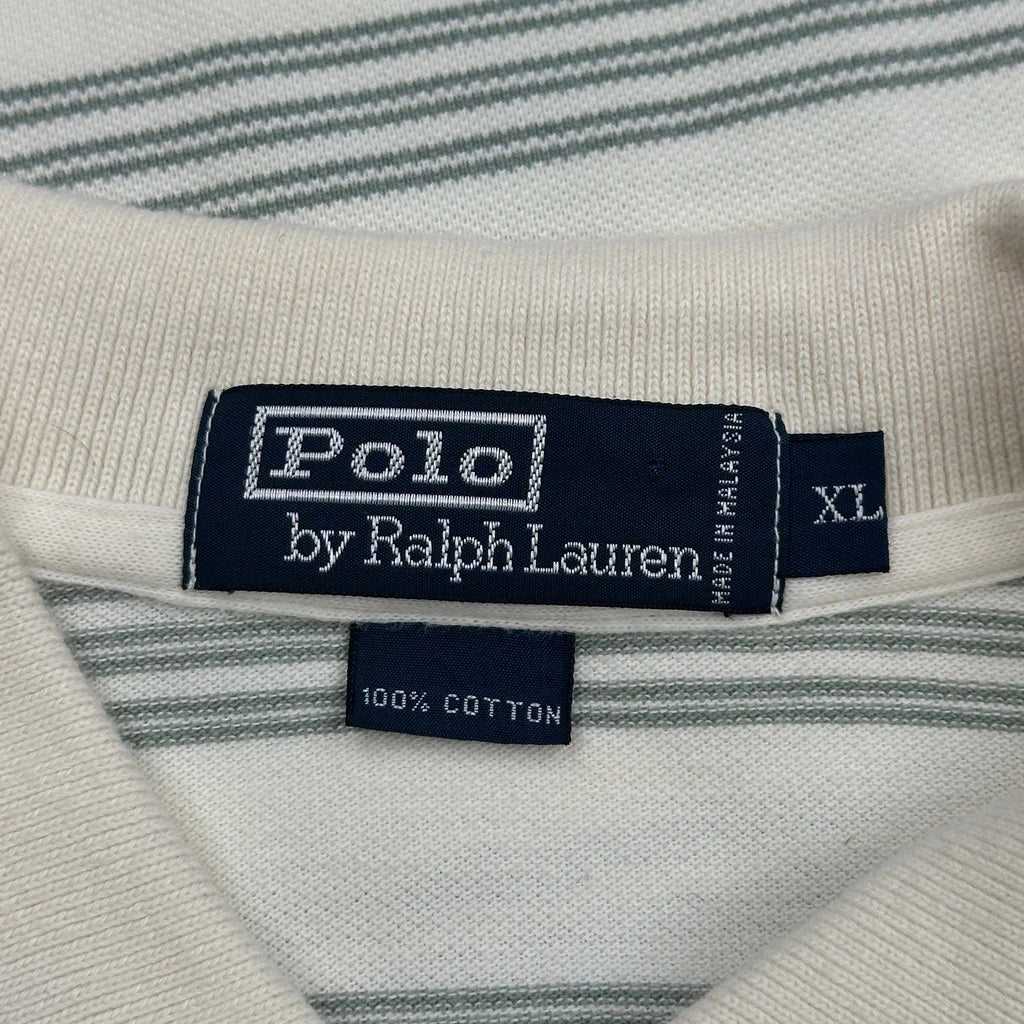 Polo
by Ralph Lauren
MADE IN MALAYSIA
XL
100% COTTON